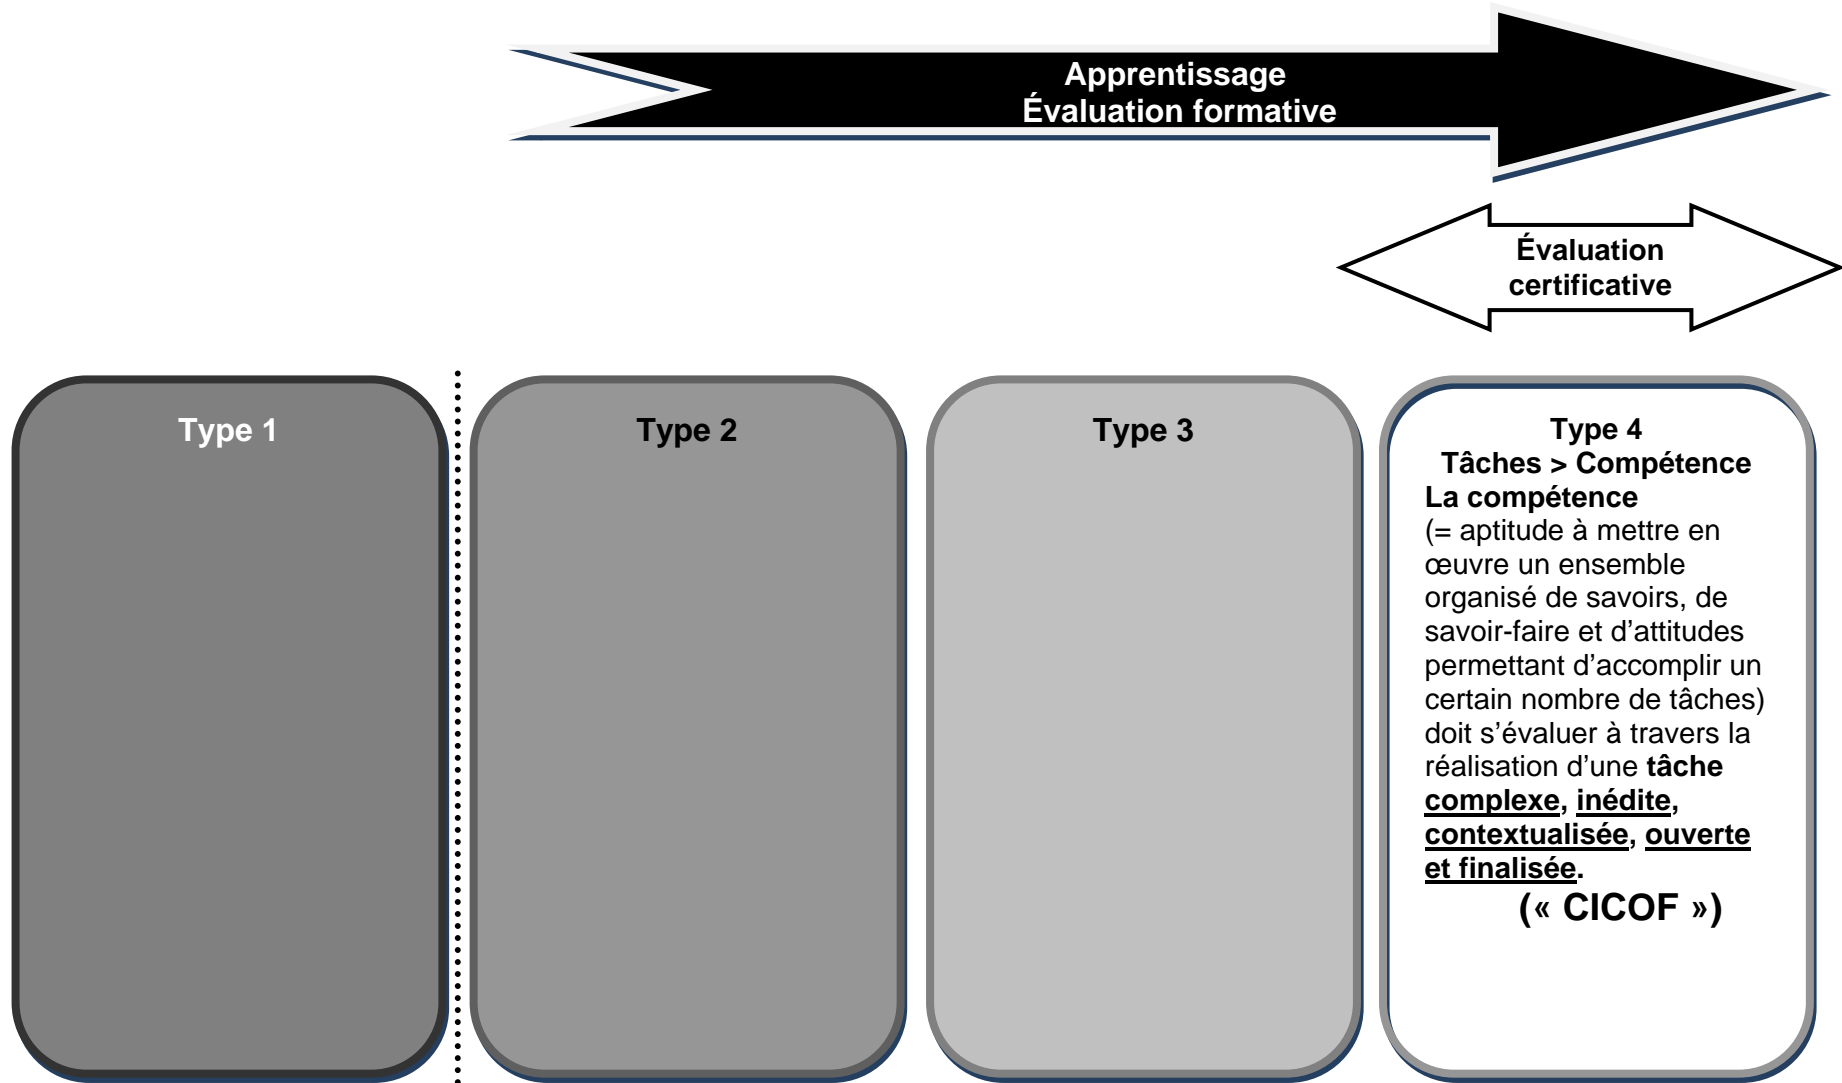 Apprentissage
Évaluation formative
Évaluation
certificative
Type 1
Type 2
Type 3
Type 4
Tâches > Compétence
La compétence
(= aptitude à mettre en
œuvre un ensemble
organisé de savoirs, de
savoir-faire et d’attitudes
permettant d’accomplir un
certain nombre de tâches)
doit s’évaluer à travers la
réalisation d’une tâche
complexe, inédite,
contextualisée, ouverte
et finalisée.
(« CICOF »)